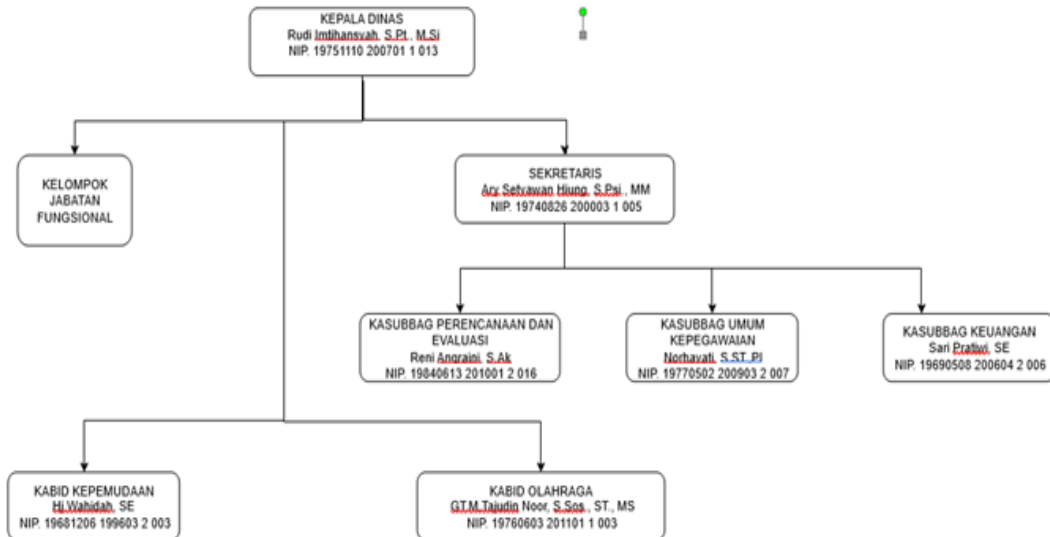 KEPALA DINAS
Rudi Imtihansyah, S.Pt., M.Si
NIP. 19751110 200701 1 013
KELOMPOK
JABATAN
FUNGSIONAL
SEKRETARIS
Ary Setyawan Hiung, S.Psi., MM
NIP. 19740826 200003 1 005
KASUBBAG PERENCANAAN DAN
EVALUASI
Reni Angraini, S.Ak
NIP. 19840613 201001 2 016
KASUBBAG UMUM
KEPEGAWAIAN
Norhayati, S.ST.,PI
NIP. 19770502 200903 2 007
KASUBBAG KEUANGAN
Sari Pratiwi, SE
NIP. 19690508 200604 2 006
KABID KEPEMUDAAN
Hj.Wahidah, SE
NIP. 19681206 199603 2 003
KABID OLAHRAGA
GT.M.Tajudin Noor, S.Sos., ST., MS
NIP. 19760603 201101 1 003